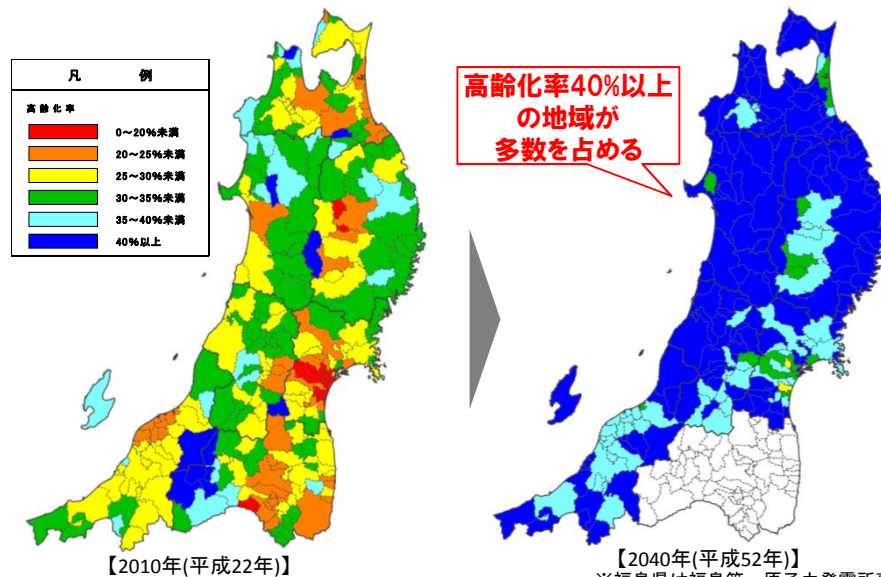 凡 例
高齢化率
0～20%未満
20～25%未満
25～30%未満
30～35%未満
35～40%未満
40%以上
高齢化率40%以上
の地域が
多数を占める
【2010年(平成22年)】
【2040年(平成52年)】